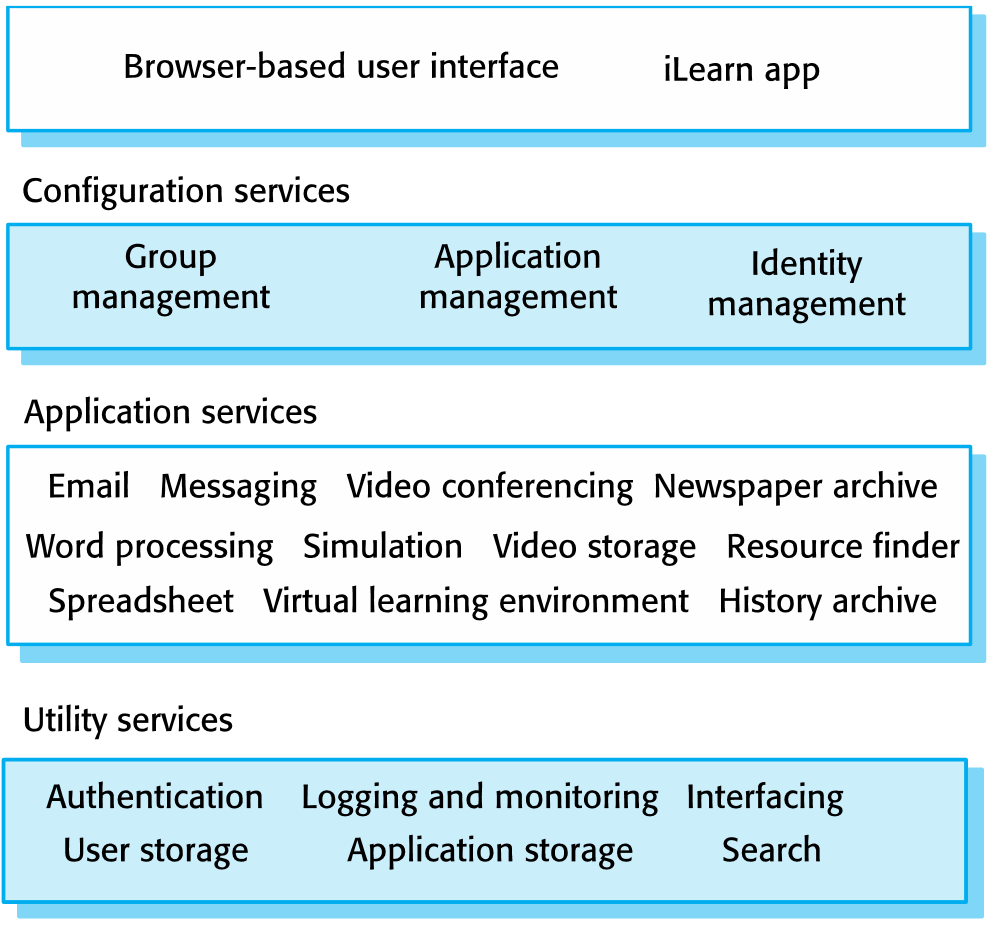 Browser-based user interface iLearn app
Configuration services
Group management
Application management
Identity management
Application services
Email Messaging Video conferencing Newspaper archive
Word processing Simulation Video storage Resource finder
Spreadsheet Virtual learning environment History archive
Utility services
Authentication Logging and monitoring Interfacing
User storage Application storage Search